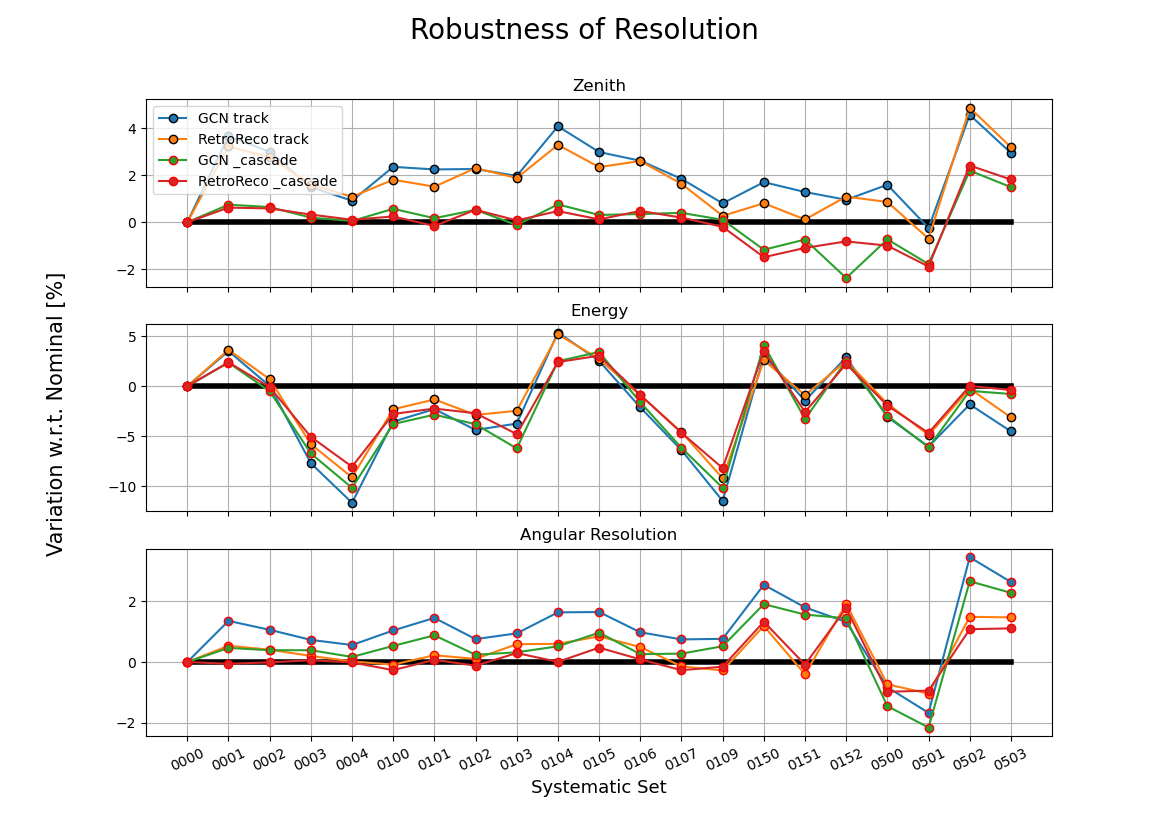 Robustness of Resolution
Zenith
GCN track
RetroReco track
GCN _cascade
RetroReco _cascade
4
2
0
−2
Energy
5
0
−5
−10
Variation w.r.t. Nominal [%]
Angular Resolution
2
0
−2
0000 0001 0002 0003 0004 0100 0101 0102 0103 0104 0105 0106 0107 0109 0150 0151 0152 0500 0501 0502 0503
Systematic Set